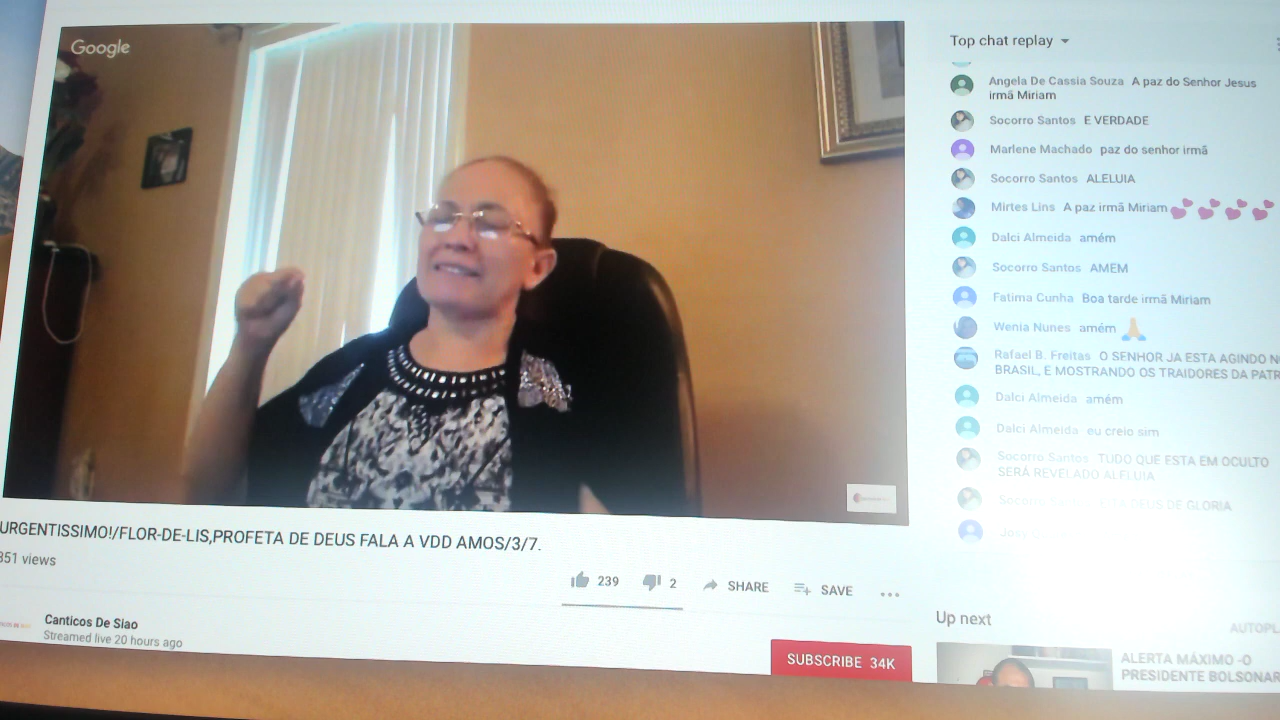 Google
URGENTISSIMO!/FLOR-DE-LIS,PROFETA DE DEUS FALA A VDD AMOS/3/7.
351 views
239
2
SHARE
SAVE
Canticos De Siao
Streamed live 20 hours ago
SUBSCRIBE 34K
Top chat replay
Angela De Cassia Souza A paz do Senhor Jesus
irmã Miriam
Socorro Santos E VERDADE
Marlene Machado paz do senhor irmã
Socorro Santos ALELUIA
Mirtes Lins A paz irmã Miriam💕💕💕💕
Dalci Almeida amém
Socorro Santos AMEM
Fatima Cunha Boa tarde irmã Miriam
Wenia Nunes amém 🙏
Rafael B. Freitas O SENHOR JA ESTA AGINDO NO
BRASIL, E MOSTRANDO OS TRAIDORES DA PATR
Dalci Almeida amém
Dalci Almeida eu creio sim
Socorro Santos TUDO QUE ESTA EM OCULTO
SERÁ REVELADO ALELUIA
DEUS DE GLORIA
Up next
AUTOPL
ALERTA MÁXIMO -O
PRESIDENTE BOLSONAR